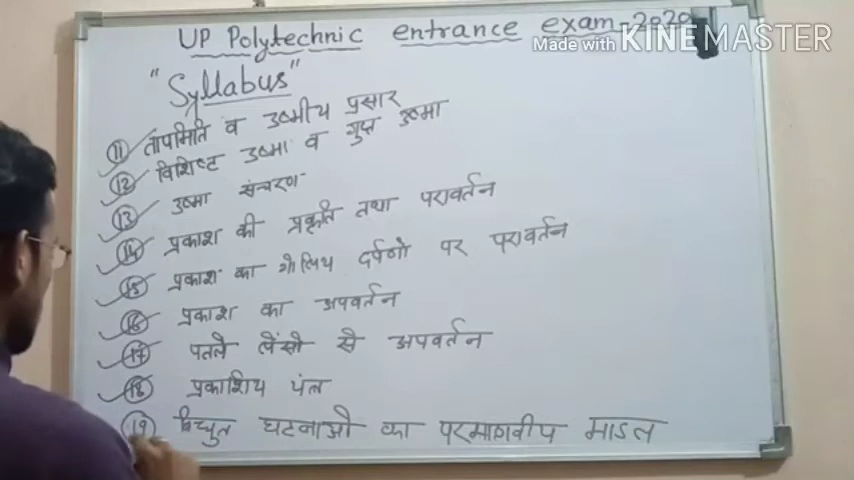 UP Polytechnic entrance exam-2020
Made with KINEMASTER
"Syllabus"
11 तापमिति व उष्मीय प्रसार
12 विशिष्ट उष्मा व गुप्त उष्मा
13 उष्मा संचरण
14 प्रकाश की प्रकृति तथा परावर्तन
15 प्रकाश का गोलिय दर्पणो पर परावर्तन
16 प्रकाश का अपवर्तन
17 पतले लेंसो से अपवर्तन
18 प्रकाशिय यंत्र
19 विद्युत घटनाओ का परमाणवीय माडल